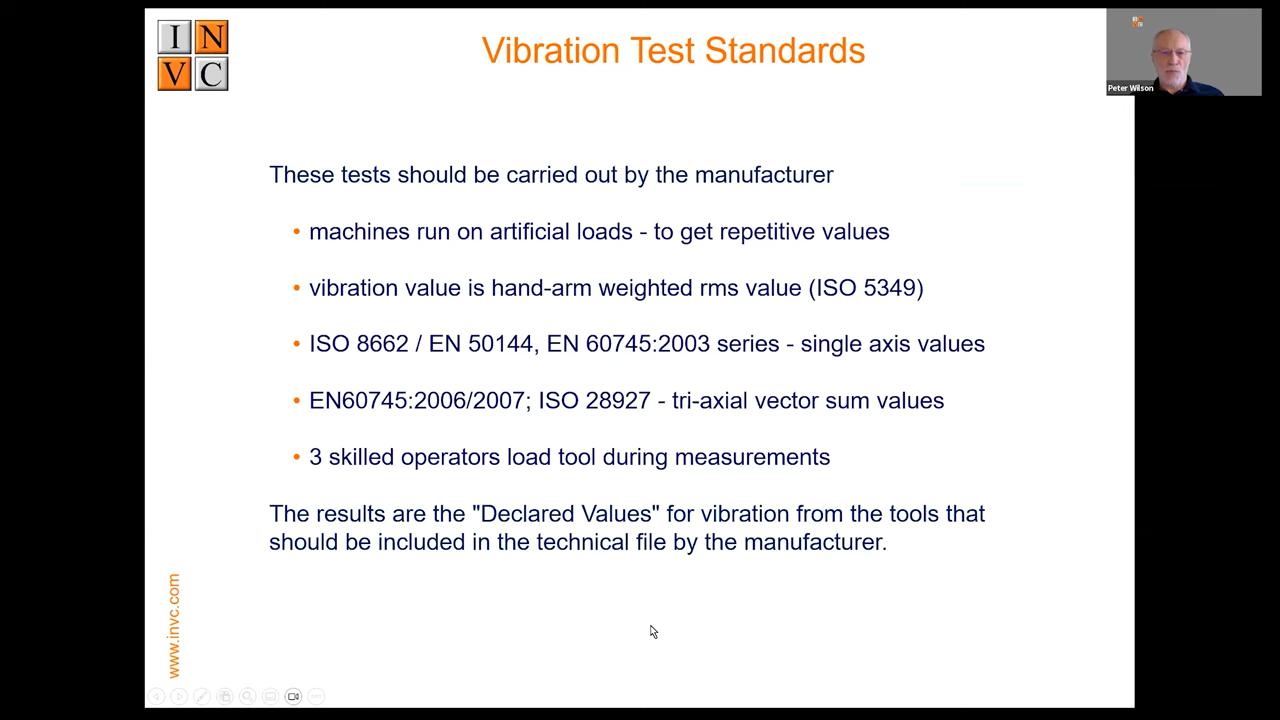 I N
V C
Vibration Test Standards
Peter Wilson
These tests should be carried out by the manufacturer
• machines run on artificial loads - to get repetitive values
• vibration value is hand-arm weighted rms value (ISO 5349)
• ISO 8662 / EN 50144, EN 60745:2003 series - single axis values
• EN60745:2006/2007; ISO 28927 - tri-axial vector sum values
• 3 skilled operators load tool during measurements
The results are the "Declared Values" for vibration from the tools that
should be included in the technical file by the manufacturer.
www.invc.com